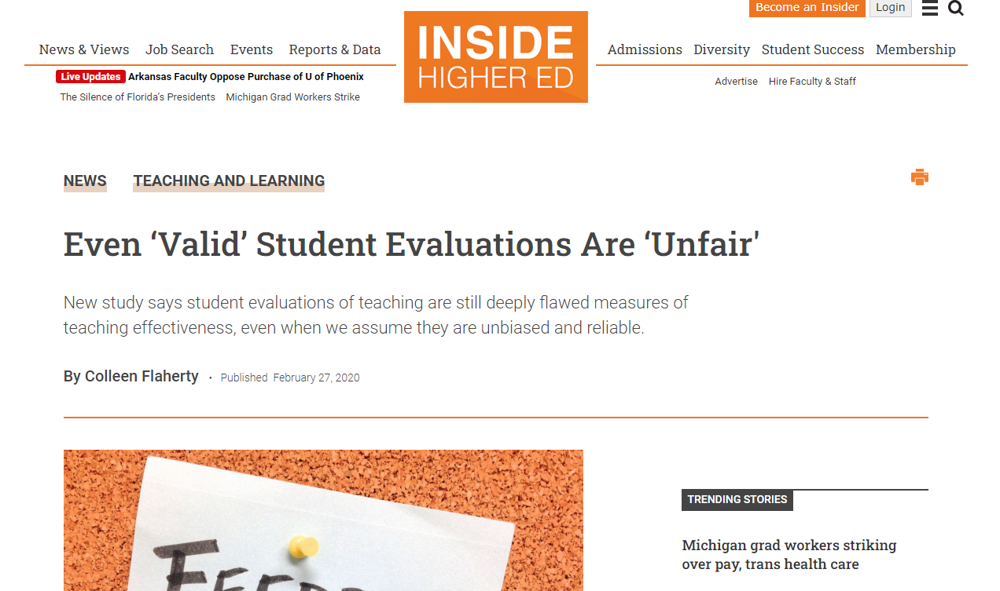 Become an Insider
Login
News & Views Job Search Events Reports & Data
INSIDE
HIGHER ED
Admissions Diversity Student Success Membership
Live Updates Arkansas Faculty Oppose Purchase of U of Phoenix
The Silence of Florida’s Presidents Michigan Grad Workers Strike
Advertise Hire Faculty & Staff
NEWS TEACHING AND LEARNING
Even ‘Valid’ Student Evaluations Are ‘Unfair'
New study says student evaluations of teaching are still deeply flawed measures of
teaching effectiveness, even when we assume they are unbiased and reliable.
By Colleen Flaherty • Published February 27, 2020
TRENDING STORIES
Michigan grad workers striking
over pay, trans health care